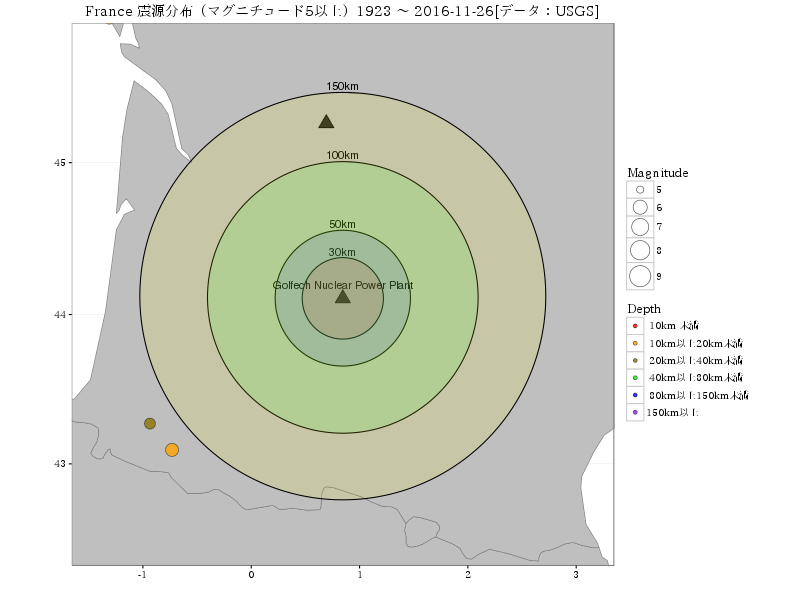 France 震源分布（マグニチュード5以上）1923 ～ 2016-11-26[データ：USGS]
150km
100km
50km
30km
Golfech Nuclear Power Plant
45
44
43
-1
0
1
2
3
Magnitude
5
6
7
8
9
Depth
10km 未満
10km以上20km未満
20km以上40km未満
40km以上80km未満
80km以上150km未満
150km以上